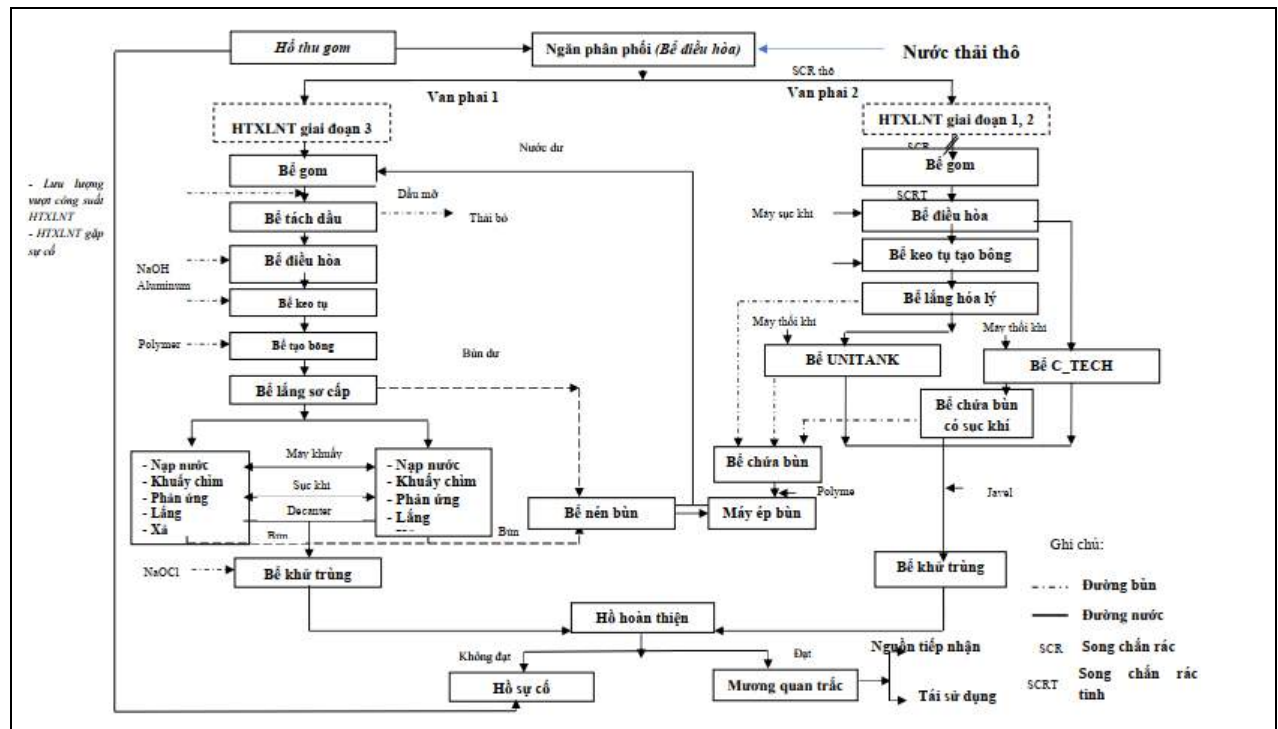 Hồ thu gom
Ngăn phân phối (Bể điều hòa)
Nước thải thô
SCR thô
Van phai 1
Van phai 2
HTXLNT giai đoạn 3
HTXLNT giai đoạn 1, 2
Nước dư
SCR
Bể gom
Bể gom
- Lưu lượng
vượt công suất
HTXLNT
- HTXLNT gặp
sự cố
Dầu mỡ
SCRT
Bể tách dầu
Thải bỏ
Máy sục khí
Bể điều hòa
Bể điều hòa
Bể keo tụ tạo bông
NaOH
Aluminum
Bể keo tụ
Bể lắng hóa lý
Polymer
Bể tạo bông
Bùn dư
Máy thổi khí
Máy thổi khí
Bể UNITANK
Bể C_TECH
Bể lắng sơ cấp
Bể chứa bùn
có sục khí
- Nạp nước
- Khuấy chìm
- Phản ứng
- Lắng
- Xả
Máy khuấy
Sục khí
Decanter
- Nạp nước
- Khuấy chìm
- Phản ứng
- Lắng
Bể chứa bùn
Polyme
Javel
Bể nén bùn
Máy ép bùn
Bùn
Bùn
NaOCl
Bể khử trùng
Bể khử trùng
Ghi chú:
Đường bùn
Đường nước
SCR Song chắn rác
SCRT Song chắn rác
tinh
Hồ hoàn thiện
Không đạt
Đạt
Nguồn tiếp nhận
Hồ sự cố
Mương quan trắc
Tái sử dụng